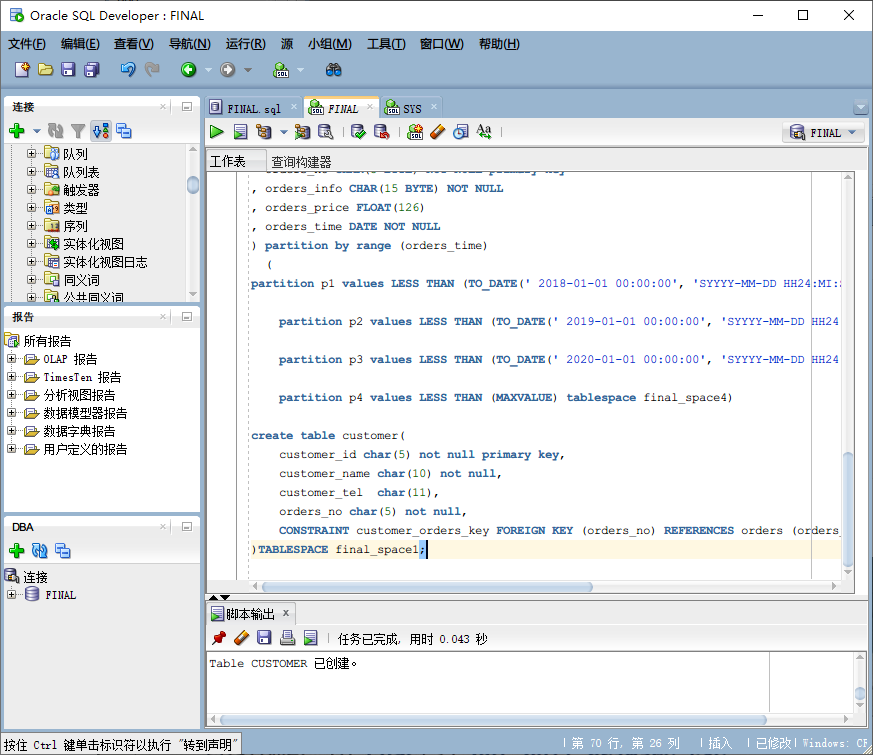 Oracle SQL Developer : FINAL
文件(F) 编辑(E) 查看(V) 导航(N) 运行(R) 源 小组(M) 工具(T) 窗口(W) 帮助(H)
连接
队列
队列表
触发器
类型
序列
实体化视图
实体化视图日志
同义词
公共同义词
报告
所有报告
OLAP 报告
TimesTen 报告
分析视图报告
数据模型器报告
数据字典报告
用户定义的报告
DBA
连接
FINAL
FINAL.sql FINAL SYS
FINAL
工作表 查询构建器
, orders_info CHAR(15 BYTE) NOT NULL
, orders_price FLOAT(126)
, orders_time DATE NOT NULL
) partition by range (orders_time)
(
partition p1 values LESS THAN (TO_DATE(' 2018-01-01 00:00:00', 'SYYYY-MM-DD HH24:MI:
partition p2 values LESS THAN (TO_DATE(' 2019-01-01 00:00:00', 'SYYYY-MM-DD HH24
partition p3 values LESS THAN (TO_DATE(' 2020-01-01 00:00:00', 'SYYYY-MM-DD HH24
partition p4 values LESS THAN (MAXVALUE) tablespace final_space4)
create table customer(
customer_id char(5) not null primary key,
customer_name char(10) not null,
customer_tel char(11),
orders_no char(5) not null,
CONSTRAINT customer_orders_key FOREIGN KEY (orders_no) REFERENCES orders (orders_
)TABLESPACE final_space1;
脚本输出
任务已完成, 用时 0.043 秒
Table CUSTOMER 已创建。
按住 Ctrl 键单击标识符以执行 "转到声明"
第 70 行, 第 26 列 插入 已修改 Windows: CR